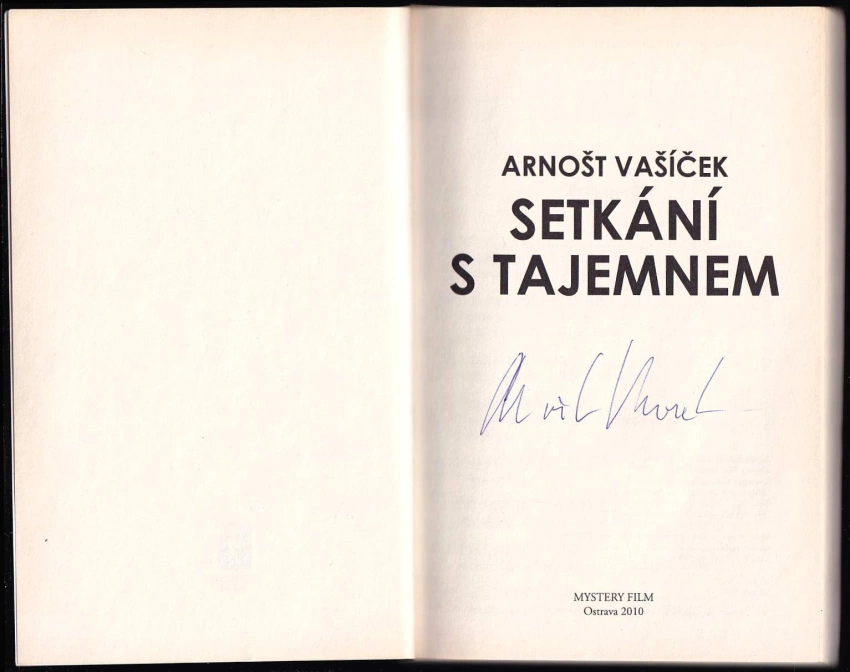 ARNOŠT VAŠÍČEK
SETKÁNÍ
S TAJEMNEM
MYSTERY FILM
Ostrava 2010